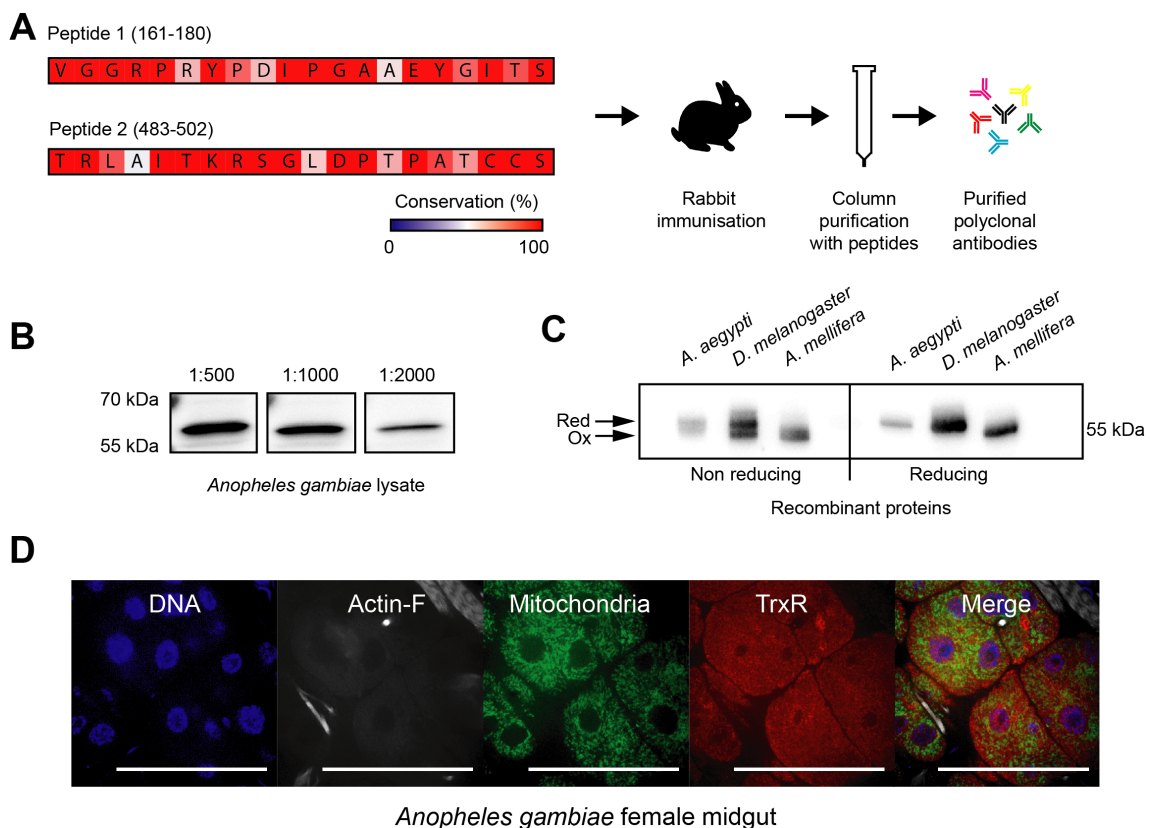 A
Peptide 1 (161-180)
V G G R P R Y P D I P G A A E Y G I T S
Peptide 2 (483-502)
T R L A I T K R S G L D P T P A T C C S
Conservation (%)
0 100
Rabbit
immunisation
Column
purification
with peptides
Purified
polyclonal
antibodies
B
1:500 1:1000 1:2000
70 kDa
55 kDa
Anopheles gambiae lysate
C
A. aegypti
D. melanogaster
A. mellifera
A. aegypti
D. melanogaster
A. mellifera
Red
Ox
55 kDa
Non reducing
Reducing
Recombinant proteins
D
DNA
Actin-F
Mitochondria
TrxR
Merge
Anopheles gambiae female midgut